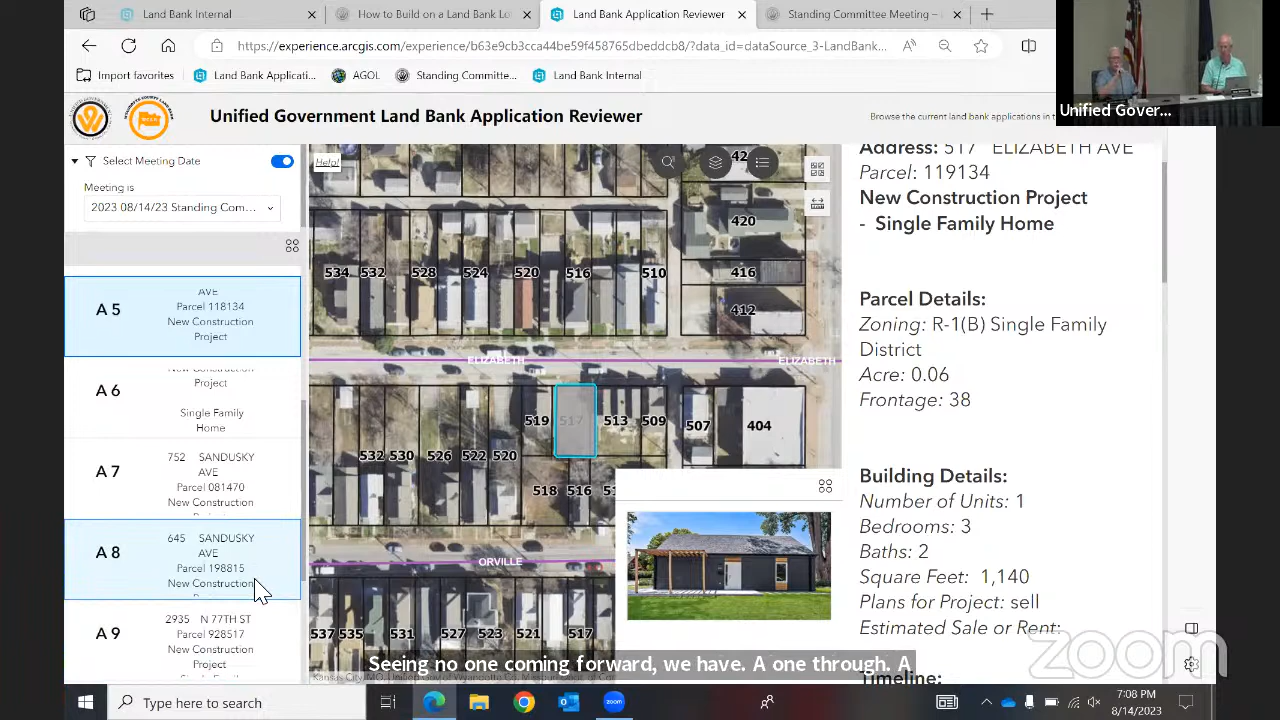 Land Bank Internal
How to Build on a Land Bank Lo
Land Bank Application Reviewer
Standing Committee Meeting –
https://experience.arcgis.com/experience/b63e9cb3cca44be59f458765dbeddcb8/?data_id=dataSource_3-LandBank...
Import favorites
Land Bank Applicati...
AGOL
Standing Committe...
Land Bank Internal
Unified Gover...
Unified Government Land Bank Application Reviewer
Browse the current land bank applications in t
Select Meeting Date
Meeting is
2023 08/14/23 Standing Com...
A 5
AVE
Parcel 118134
New Construction
Project
A 6
Project
Single Family
Home
A 7
752 SANDUSKY
AVE
Parcel 081470
New Construction
A 8
645 SANDUSKY
AVE
Parcel 198815
New Construction
A 9
2935 N 77TH ST
Parcel 928517
New Construction
Project
Help!
42
420
534 532 528 524 520 516 510
416
412
ELIZABETH
ELIZABETH
519 517 513 509 507 404
532 530 526 522 520
518 516 51
ORVILLE
537 535 531 527 523 521 517
Address: 517 ELIZABETH AVE
Parcel: 119134
New Construction Project
- Single Family Home
Parcel Details:
Zoning: R-1(B) Single Family
District
Acre: 0.06
Frontage: 38
Building Details:
Number of Units: 1
Bedrooms: 3
Baths: 2
Square Feet: 1,140
Plans for Project: sell
Estimated Sale or Rent:
Timeline:
Seeing no one coming forward, we have. A one through. A
zoom
Type here to search
zoom
7:08 PM
8/14/2023